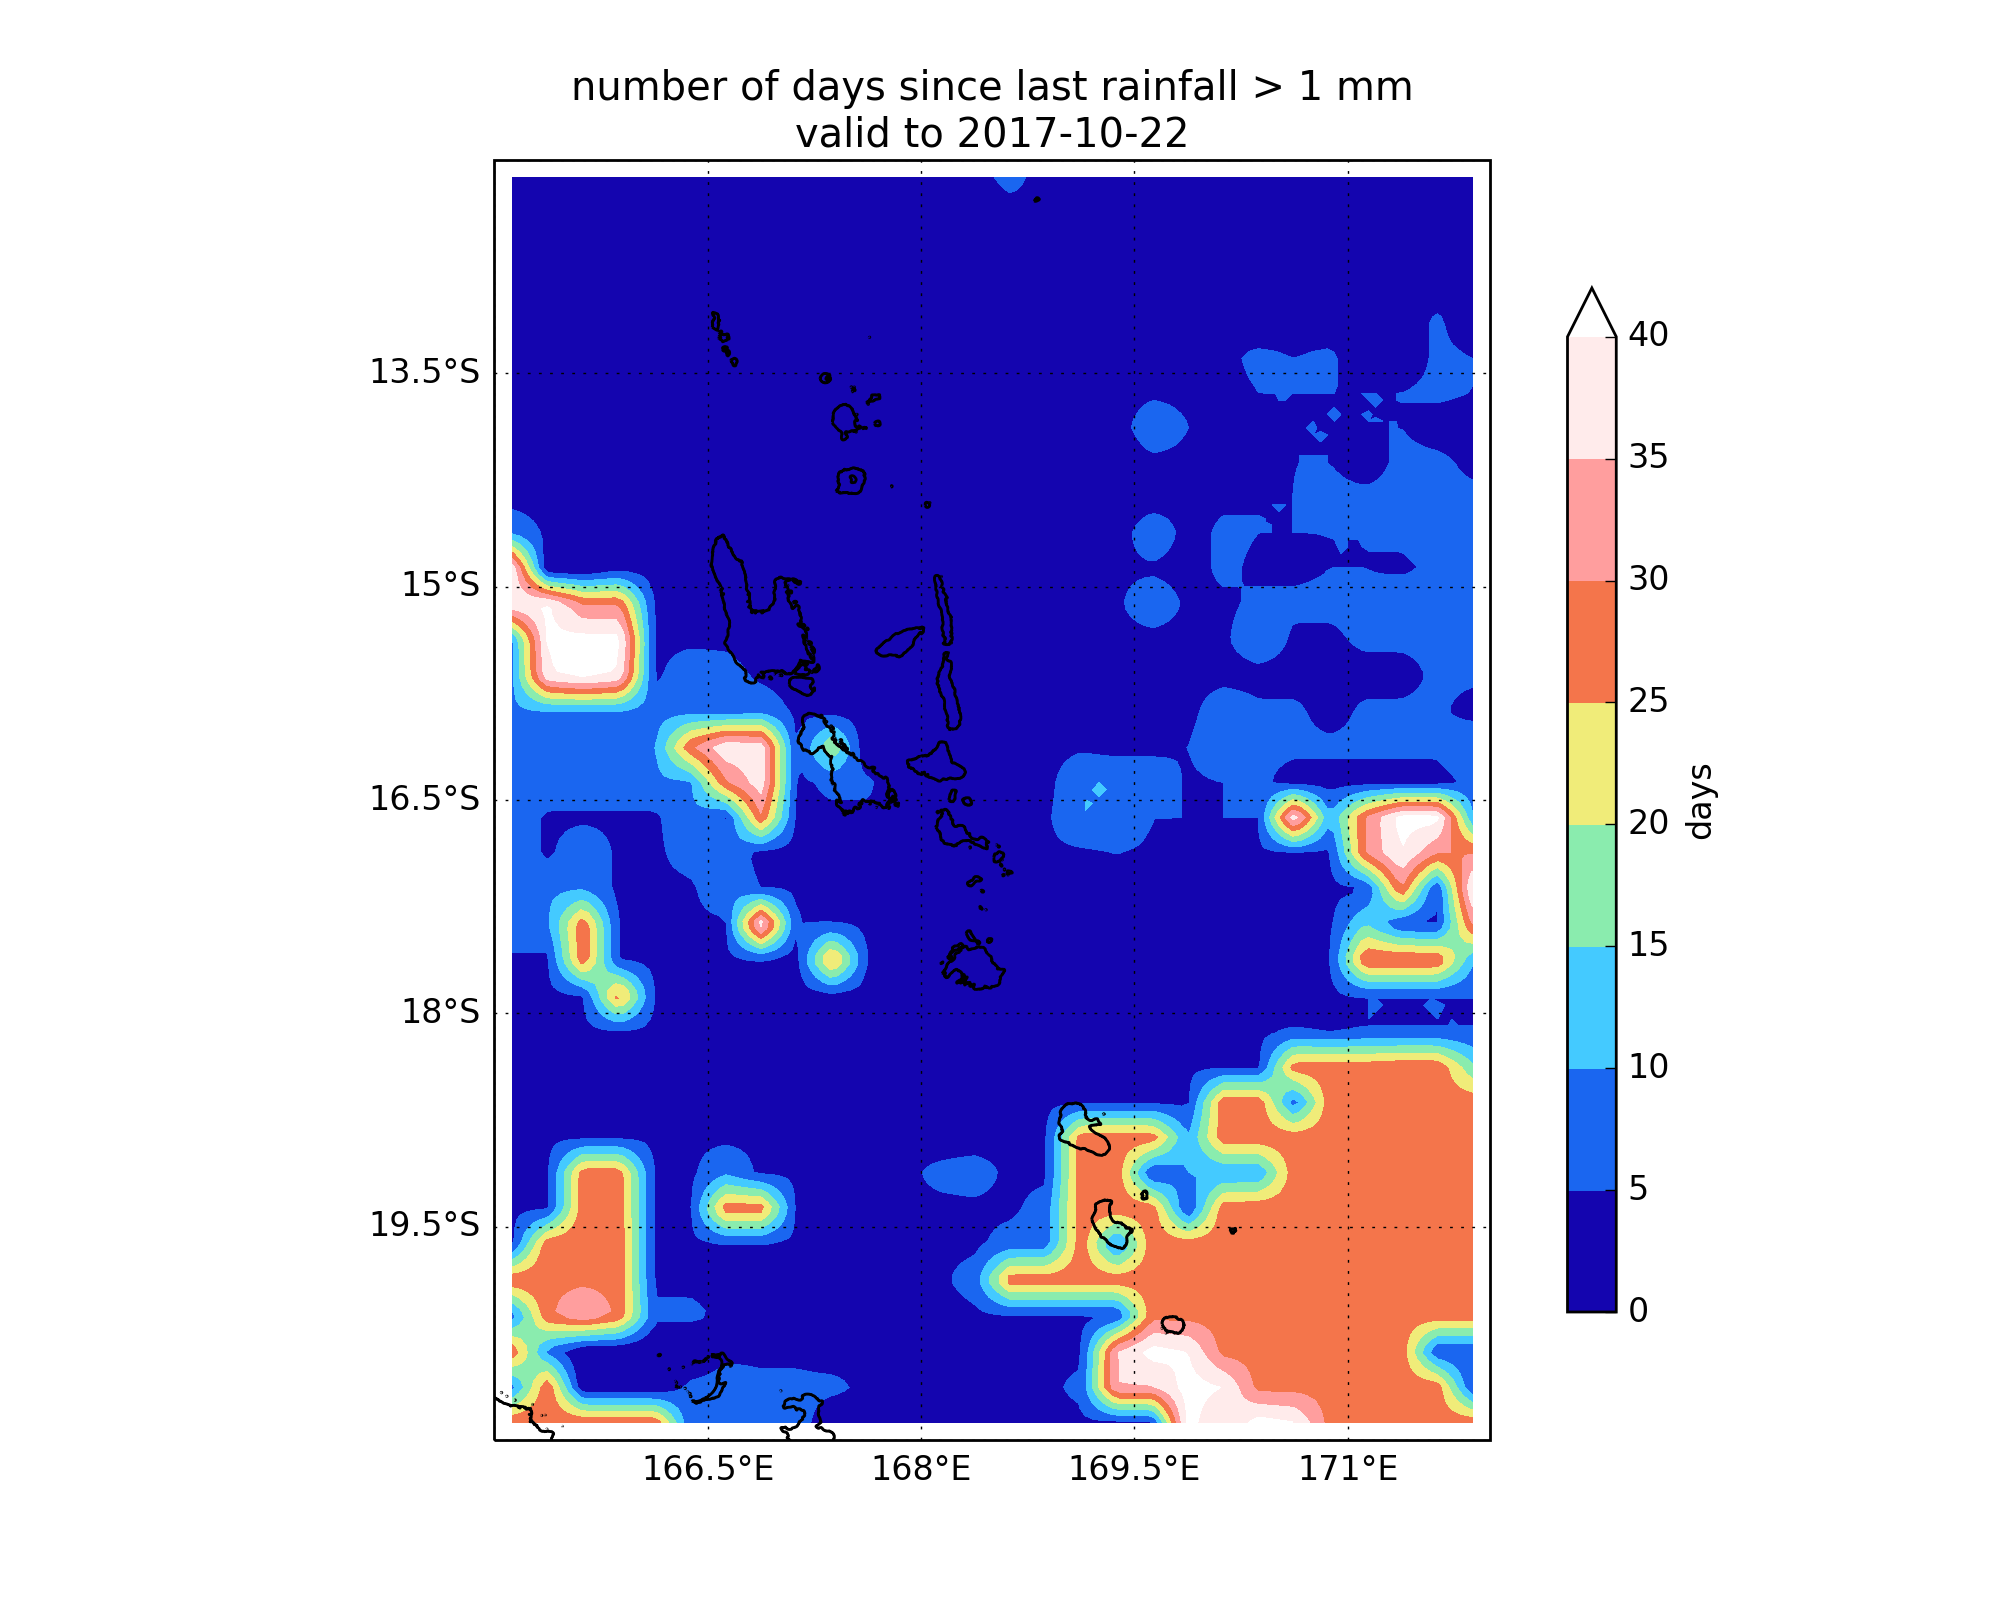 number of days since last rainfall > 1 mm
valid to 2017-10-22
13.5°S
15°S
16.5°S
18°S
19.5°S
166.5°E
168°E
169.5°E
171°E
40
35
30
25
20
15
10
5
0
days